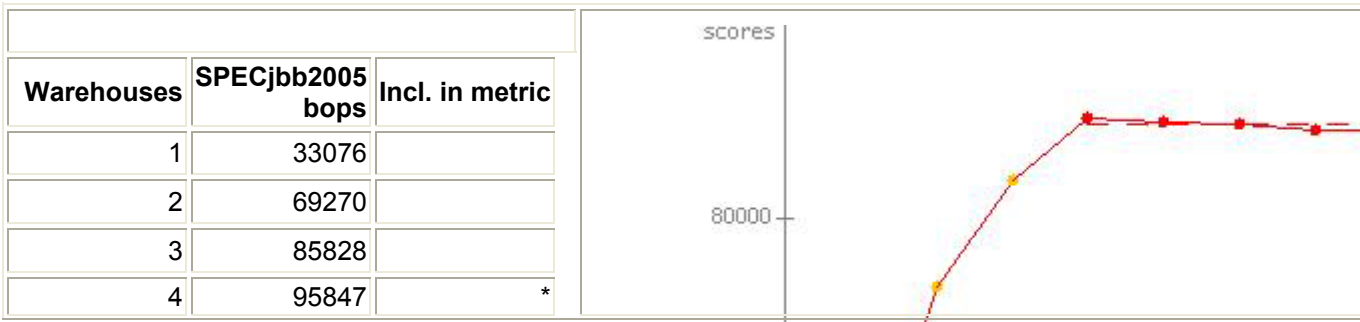 Warehouses SPECjbb2005 bops Incl. in metric
1 33076
2 69270
3 85828
4 95847 *
scores
80000